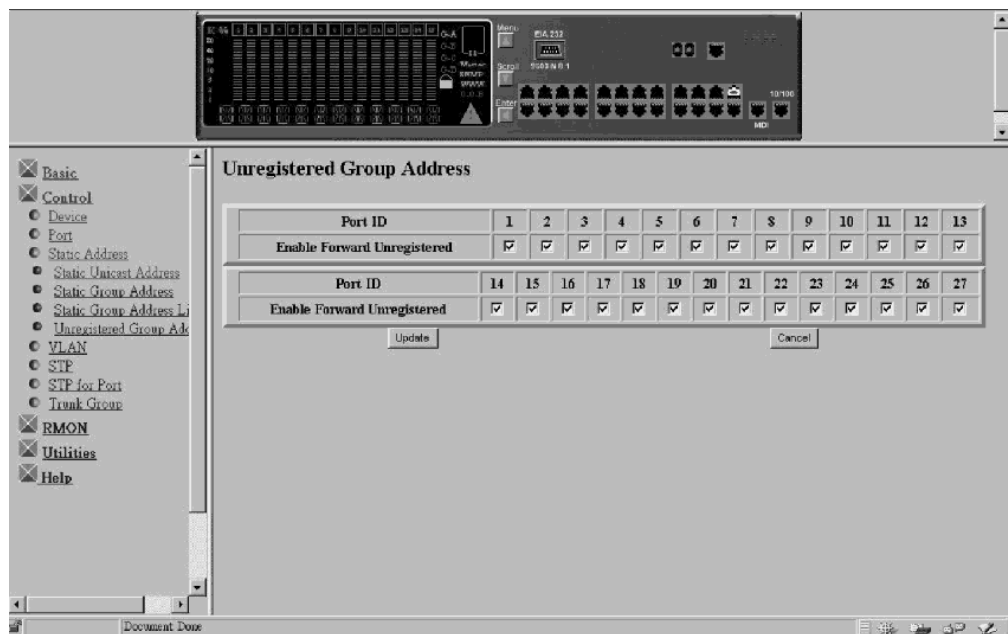 Menu
EIA 232
9600 N 8 1
Scroll
Enter
10/100
MDI
Basic
Control
Device
Port
Static Address
Static Unicast Address
Static Group Address
Static Group Address Li
Unregistered Group Add
VLAN
STP
STP for Port
Trunk Group
RMON
Utilities
Help
Unregistered Group Address
Port ID 1 2 3 4 5 6 7 8 9 10 11 12 13
Enable Forward Unregistered
Port ID 14 15 16 17 18 19 20 21 22 23 24 25 26 27
Enable Forward Unregistered
Update Cancel
Document Done